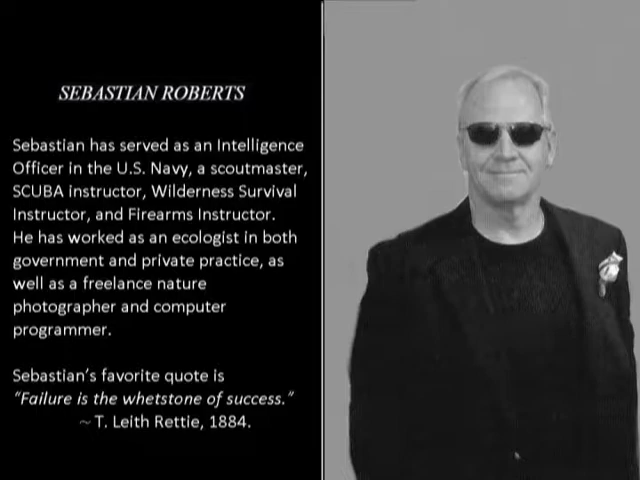 SEBASTIAN ROBERTS
Sebastian has served as an Intelligence
Officer in the U.S. Navy, a scoutmaster,
SCUBA instructor, Wilderness Survival
Instructor, and Firearms Instructor.
He has worked as an ecologist in both
government and private practice, as
well as a freelance nature
photographer and computer
programmer.
Sebastian's favorite quote is
"Failure is the whetstone of success."
~ T. Leith Rettie, 1884.